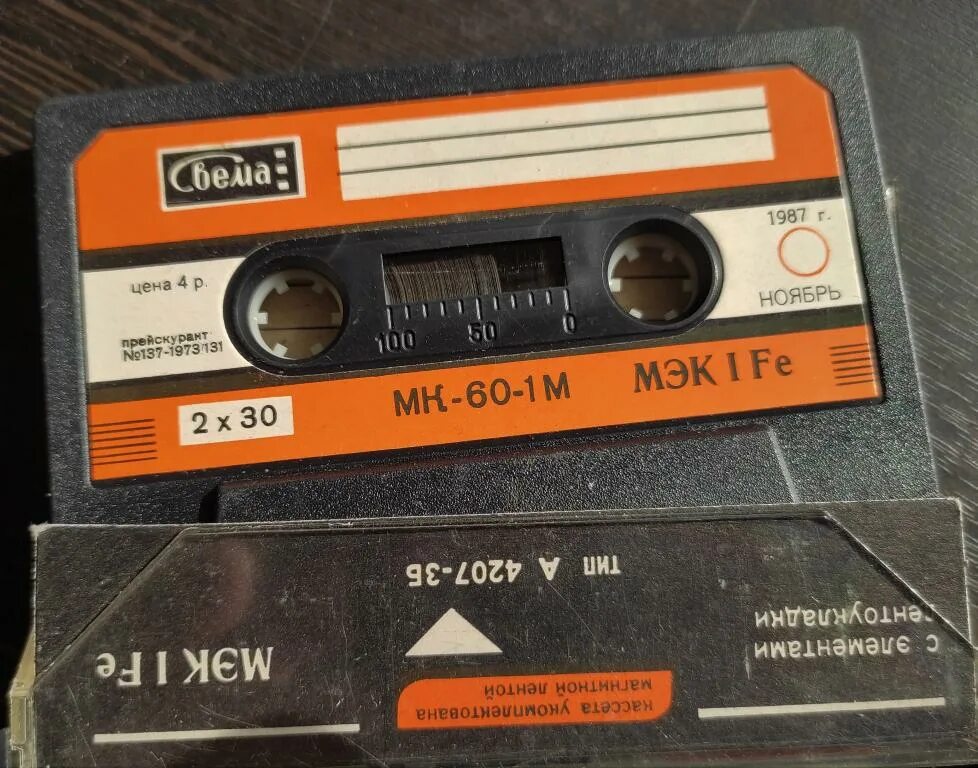 Свема
1987 г.
НОЯБРЬ
цена 4 р.
прейскурант
№137-1973/131
100 50 0
2 х 30
МК-60-1М
МЭК I Fe
тип А 4207-3Б
с элементами
лентоукладки
МЭК I Fe
кассета укомплектована
магнитной лентой